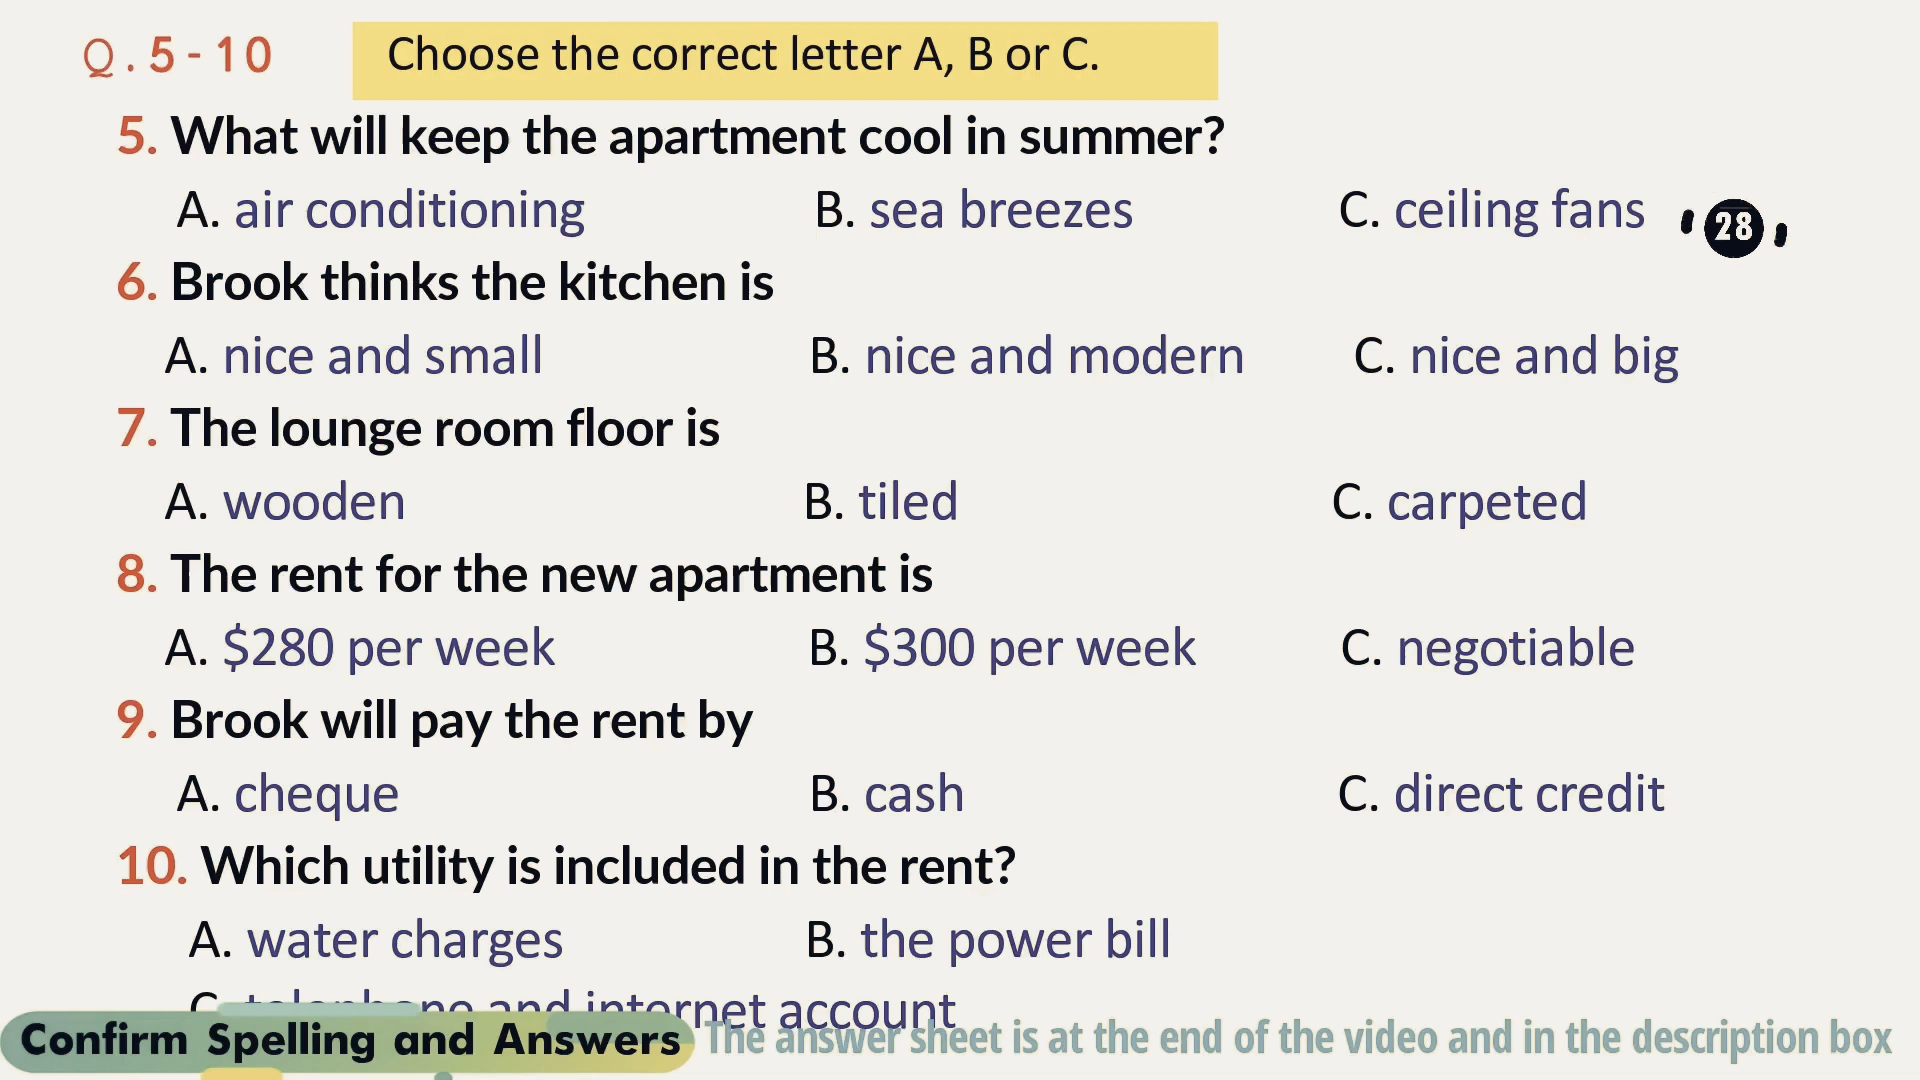 Q.5-10 Choose the correct letter A, B or C.
5. What will keep the apartment cool in summer?
A. air conditioning B. sea breezes C. ceiling fans 28
6. Brook thinks the kitchen is
A. nice and small B. nice and modern C. nice and big
7. The lounge room floor is
A. wooden B. tiled C. carpeted
8. The rent for the new apartment is
A. $280 per week B. $300 per week C. negotiable
9. Brook will pay the rent by
A. cheque B. cash C. direct credit
10. Which utility is included in the rent?
A. water charges B. the power bill
C. telephone and internet account
Confirm Spelling and Answers The answer sheet is at the end of the video and in the description box